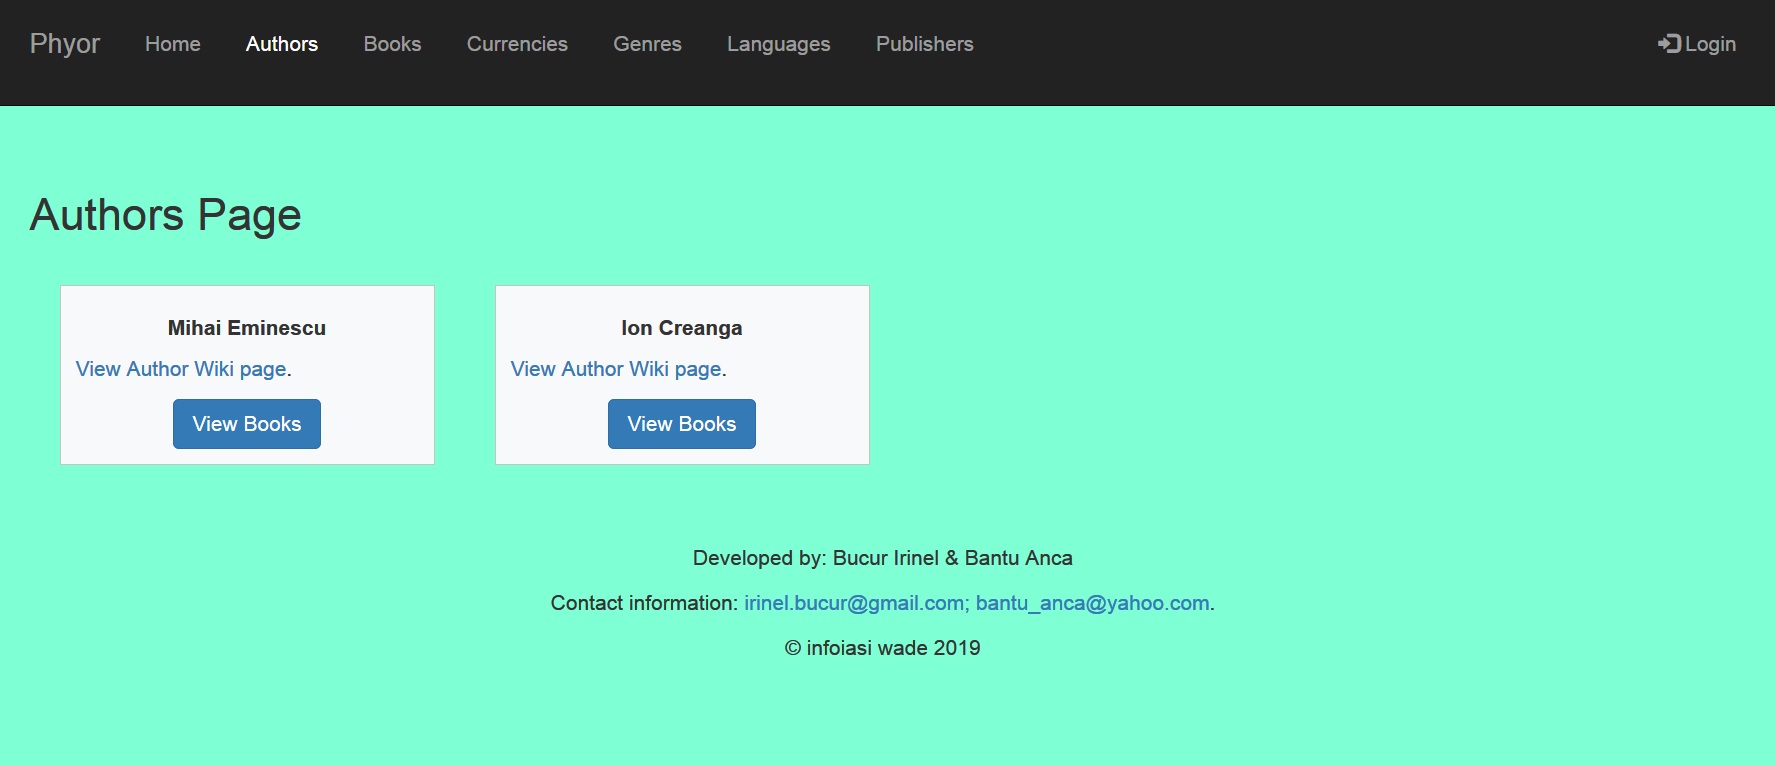 Phyor Home Authors Books Currencies Genres Languages Publishers Login
Authors Page
Mihai Eminescu
View Author Wiki page.
View Books
Ion Creanga
View Author Wiki page.
View Books
Developed by: Bucur Irinel & Bantu Anca
Contact information: irinel.bucur@gmail.com; bantu_anca@yahoo.com.
© infoiasi wade 2019